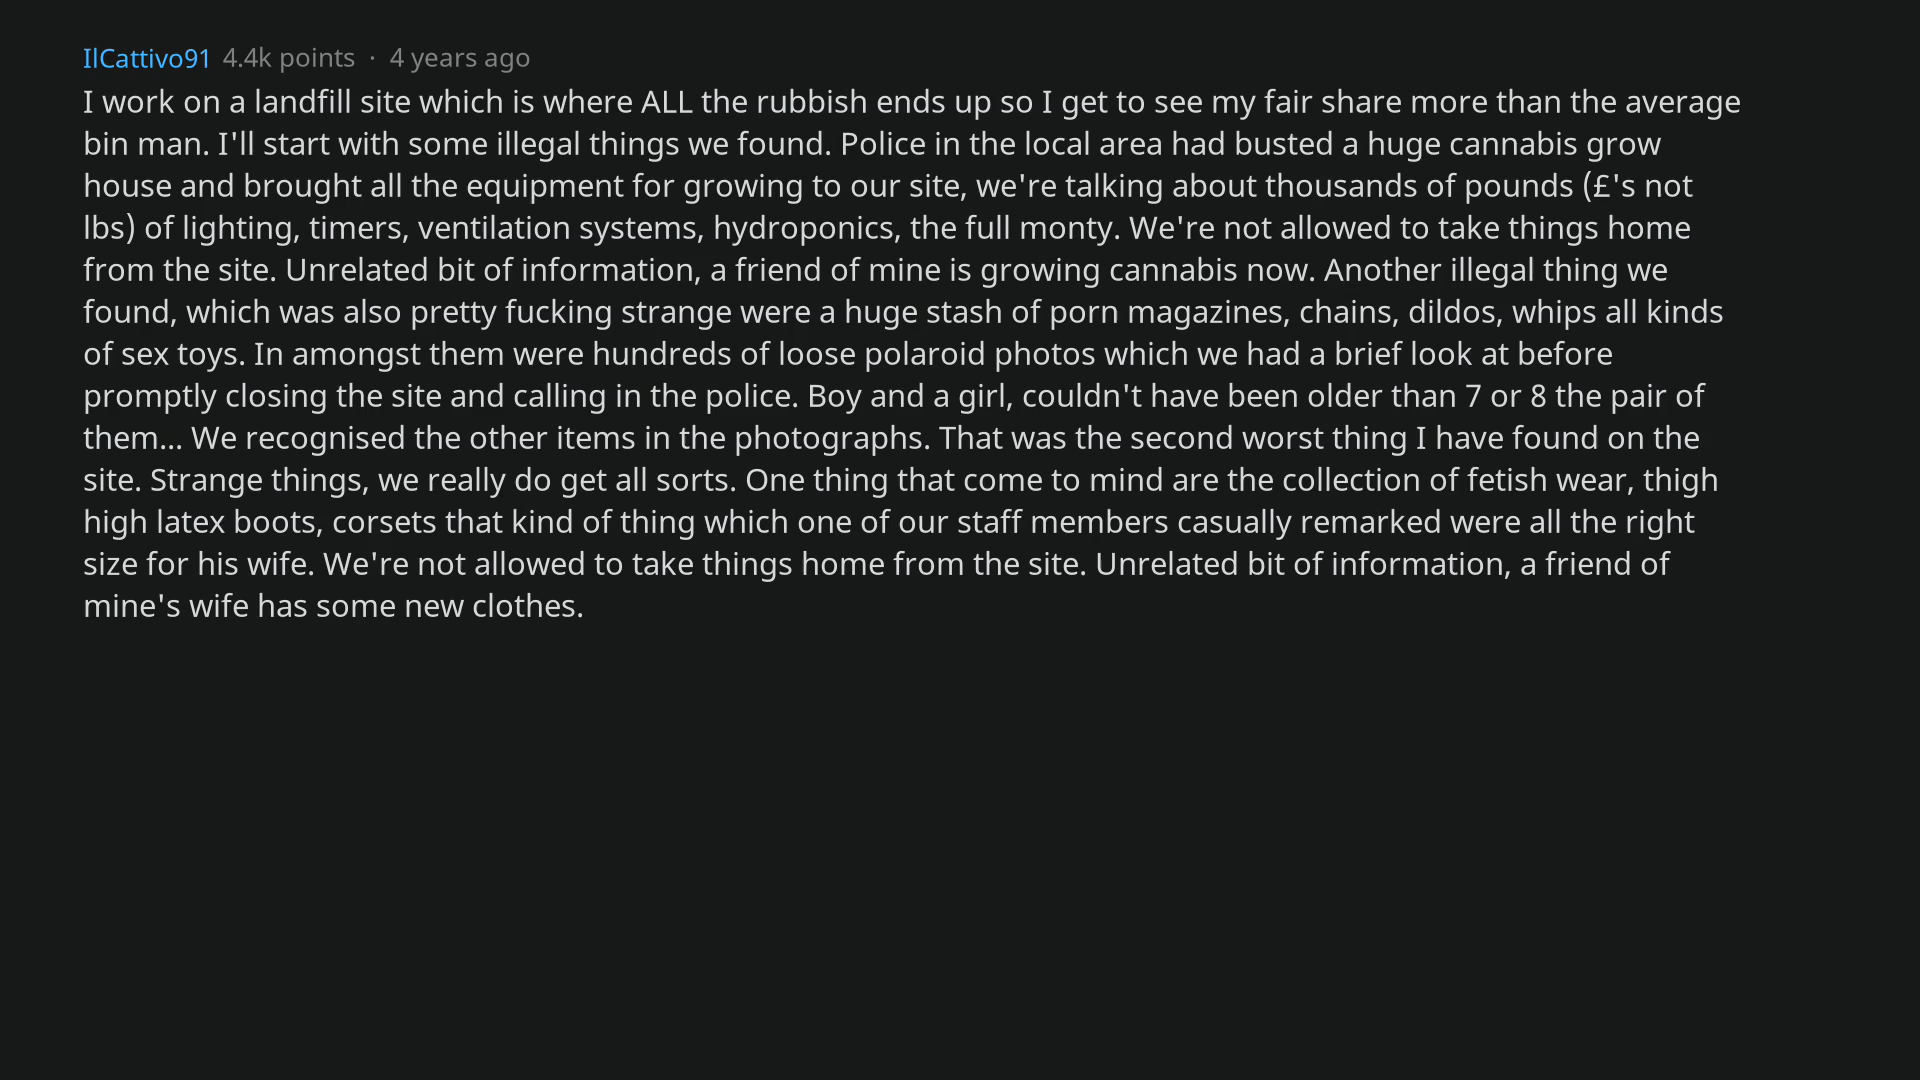 IlCattivo91 4.4k points · 4 years ago
I work on a landfill site which is where ALL the rubbish ends up so I get to see my fair share more than the average
bin man. I'll start with some illegal things we found. Police in the local area had busted a huge cannabis grow
house and brought all the equipment for growing to our site, we're talking about thousands of pounds (£'s not
lbs) of lighting, timers, ventilation systems, hydroponics, the full monty. We're not allowed to take things home
from the site. Unrelated bit of information, a friend of mine is growing cannabis now. Another illegal thing we
found, which was also pretty fucking strange were a huge stash of porn magazines, chains, dildos, whips all kinds
of sex toys. In amongst them were hundreds of loose polaroid photos which we had a brief look at before
promptly closing the site and calling in the police. Boy and a girl, couldn't have been older than 7 or 8 the pair of
them... We recognised the other items in the photographs. That was the second worst thing I have found on the
site. Strange things, we really do get all sorts. One thing that come to mind are the collection of fetish wear, thigh
high latex boots, corsets that kind of thing which one of our staff members casually remarked were all the right
size for his wife. We're not allowed to take things home from the site. Unrelated bit of information, a friend of
mine's wife has some new clothes.